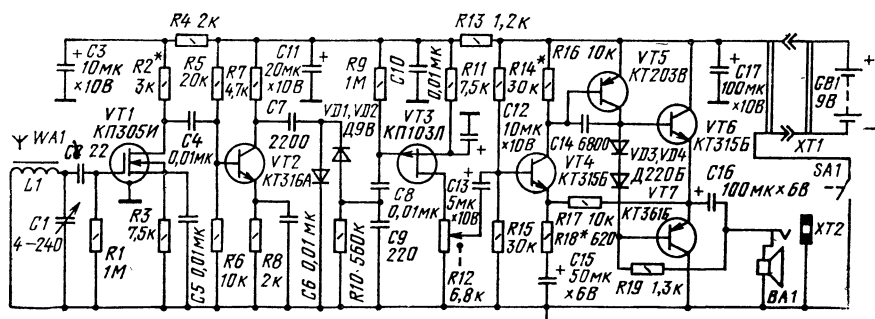 R4 2к
R13 1,2к
C3
10мк
×10В
R2*
3к
R5
20к
R7
4,7к
C11
20мк
×10В
R9
1М
C10
0,01мк
R11
7,5к
R14*
30к
R16 10к
VT5
КТ203В
C17
100мк
×10В
GB1
9В
VT1
КП305И
C7
2200
VD1, VD2
Д9В
VT3
КП103Л
C12
10мк
×10В
C14 6800
VT6
КТ315Б
XT1
WA1
22
C4
0,01мк
VT2
КТ316А
VT4
КТ315Б
VD3, VD4
Д220Б
SA1
L1
C8
0,01мк
C13
5мк
×10В
VT7
КТ361Б
C16
100мк×6В
C1
4–240
R3
7,5к
R17 10к
R18* 620
XT2
R1
1М
C5 0,01мк
R6
10к
R8
2к
C6 0,01мк
R10 560к
C9
220
R12
6,8к
R15
30к
C15
50мк
×6В
R19 1,3к
BA1